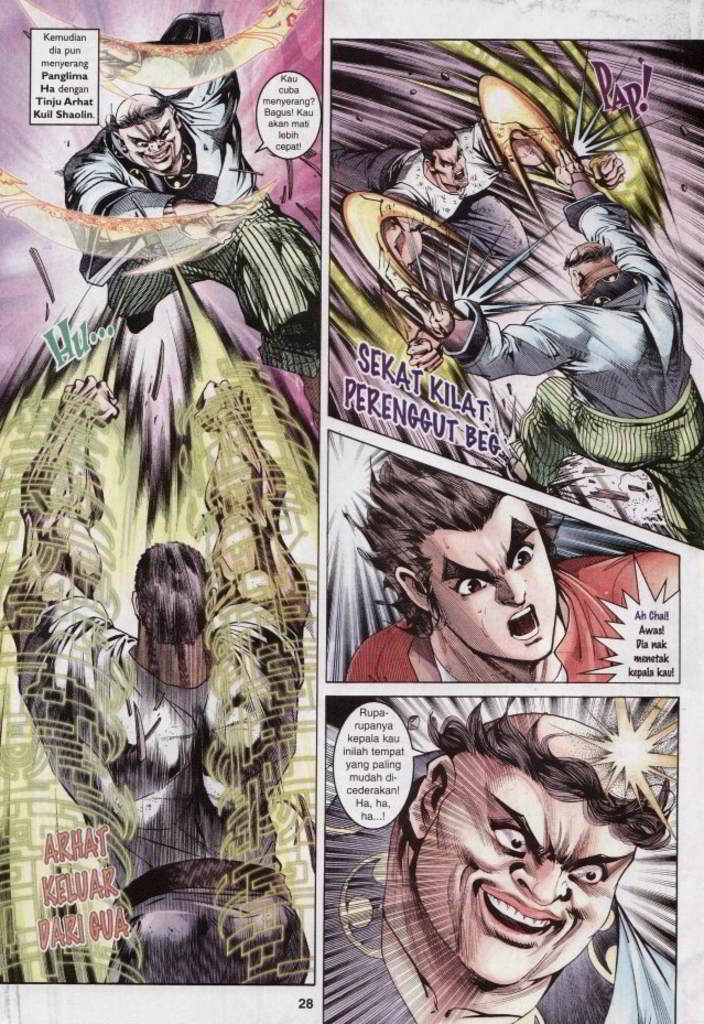 Kemudian
dia pun
menyerang
Panglima
Ha dengan
Tinju Arhat
Kuil Shaolin.
Kau
cuba
menyerang?
Bagus! Kau
akan mati
lebih
cepat!
HU...
ARHAT
KELUAR
DARI GUA
PAP!
SEKAT KILAT
PERENGGUT BEG
Ah Chai!
Awas!
Dia nak
menetak
kepala kau!
Rupa-
rupanya
kepala kau
inilah tempat
yang paling
mudah di-
cederakan!
Ha, ha,
ha...!
28